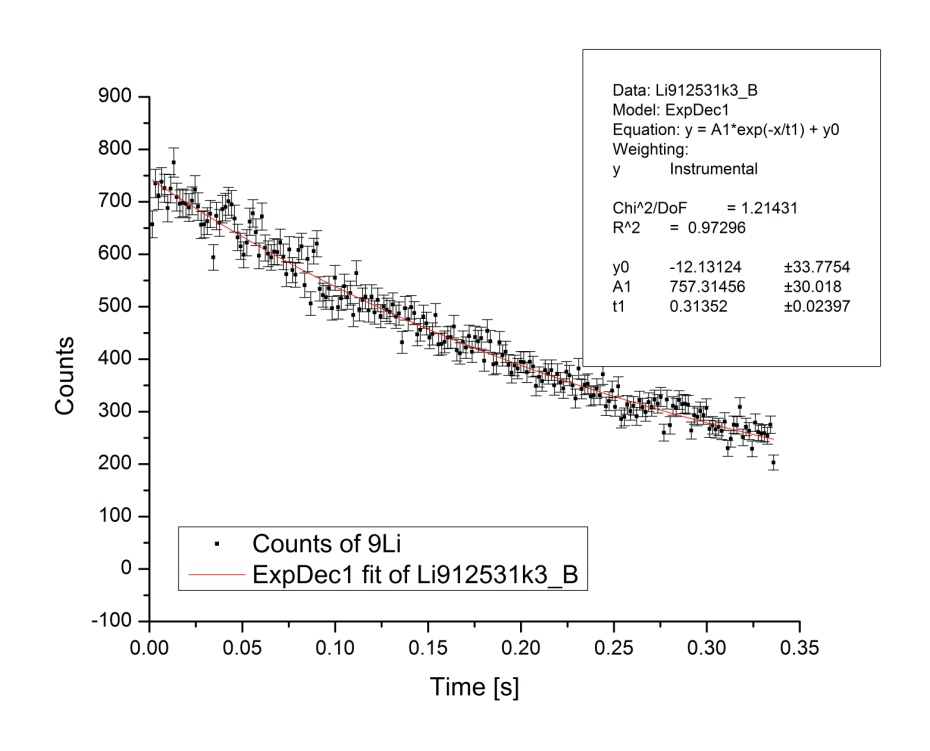 Data: Li912531k3_B
Model: ExpDec1
Equation: y = A1*exp(-x/t1) + y0
Weighting:
y Instrumental
Chi^2/DoF = 1.21431
R^2 = 0.97296
y0 -12.13124 ±33.7754
A1 757.31456 ±30.018
t1 0.31352 ±0.02397
900
800
700
600
500
400
300
200
100
0
-100
Counts
Counts of 9Li
ExpDec1 fit of Li912531k3_B
0.00 0.05 0.10 0.15 0.20 0.25 0.30 0.35
Time [s]